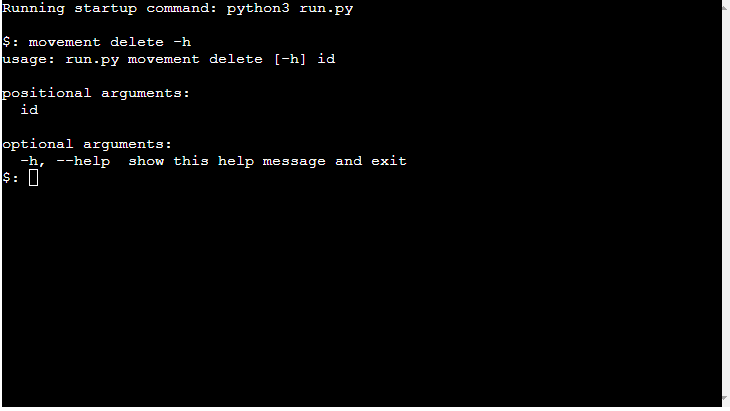 Running startup command: python3 run.py
$: movement delete -h
usage: run.py movement delete [-h] id
positional arguments:
  id
optional arguments:
  -h, --help  show this help message and exit
$: